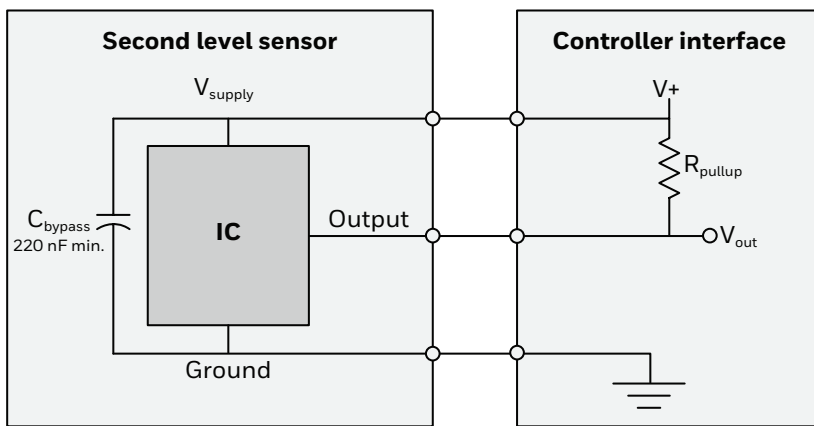 Second level sensor
Controller interface
Vsupply
V+
Rpullup
Cbypass
220 nF min.
IC
Output
Vout
Ground